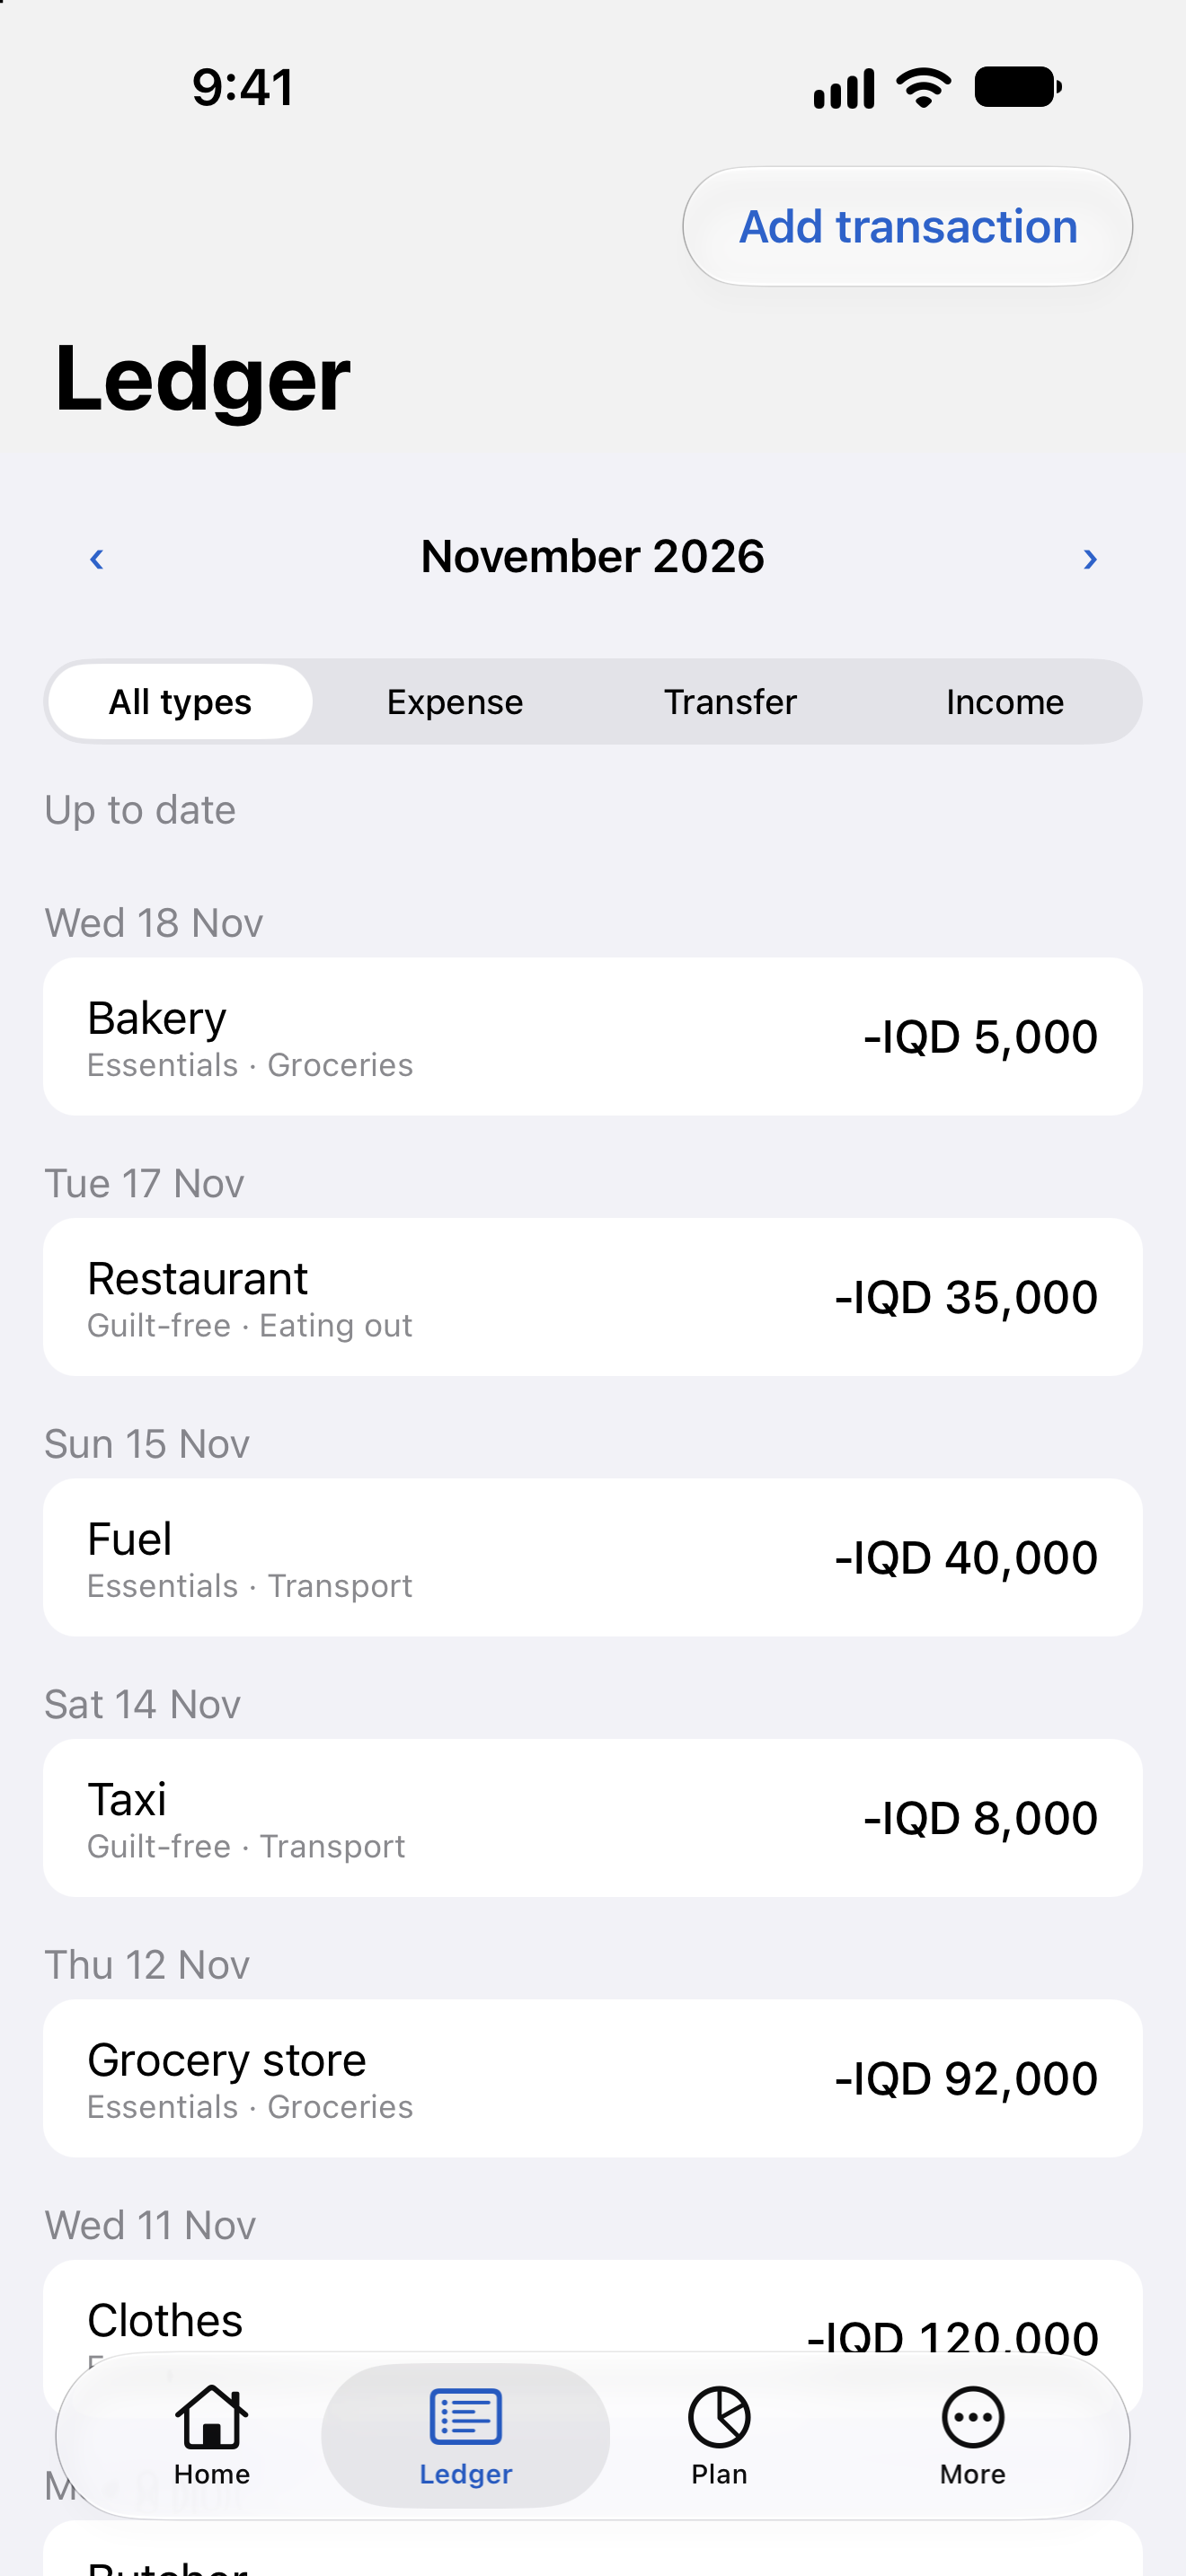 9:41
Add transaction
Ledger
‹ November 2026 ›
All types Expense Transfer Income
Up to date
Wed 18 Nov
Bakery
-IQD 5,000
Essentials · Groceries
Tue 17 Nov
Restaurant
-IQD 35,000
Guilt-free · Eating out
Sun 15 Nov
Fuel
-IQD 40,000
Essentials · Transport
Sat 14 Nov
Taxi
-IQD 8,000
Guilt-free · Transport
Thu 12 Nov
Grocery store
-IQD 92,000
Essentials · Groceries
Wed 11 Nov
Clothes
-IQD 120,000
Home Ledger Plan More
Butcher